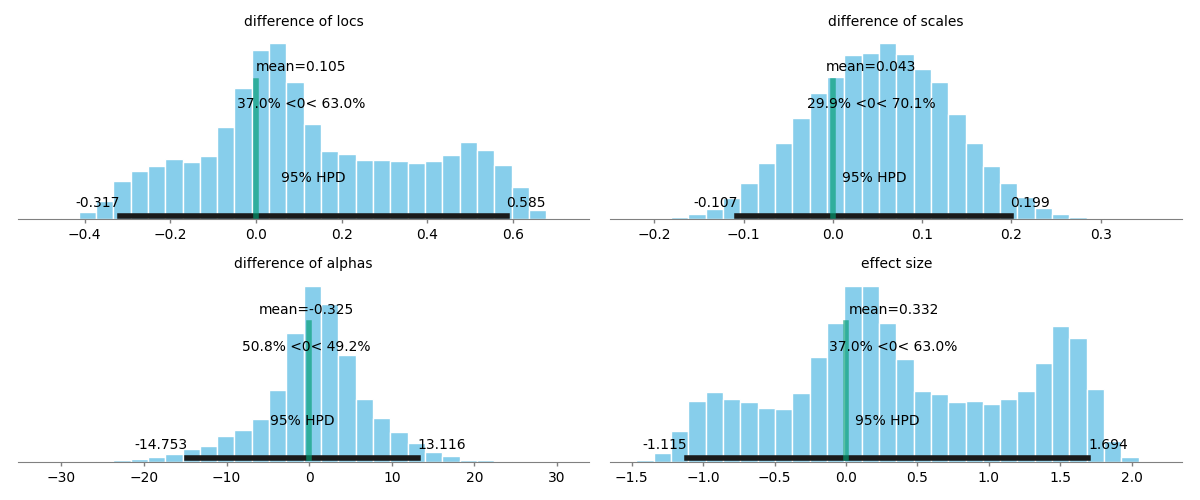 difference of locs
mean=0.105
37.0% <0< 63.0%
95% HPD
-0.317 0.585
−0.4 −0.2 0.0 0.2 0.4 0.6
difference of scales
mean=0.043
29.9% <0< 70.1%
95% HPD
-0.107 0.199
−0.2 −0.1 0.0 0.1 0.2 0.3
difference of alphas
mean=-0.325
50.8% <0< 49.2%
95% HPD
-14.753 13.116
−30 −20 −10 0 10 20 30
effect size
mean=0.332
37.0% <0< 63.0%
95% HPD
-1.115 1.694
−1.5 −1.0 −0.5 0.0 0.5 1.0 1.5 2.0